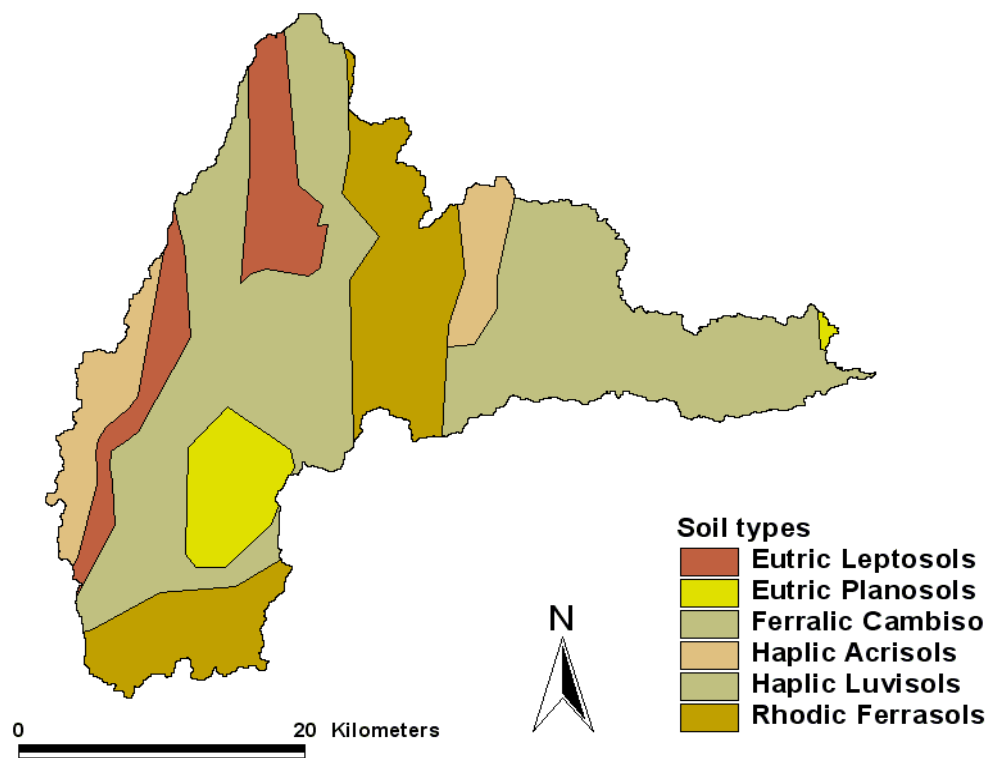 Soil types
Eutric Leptosols
Eutric Planosols
Ferralic Cambiso
Haplic Acrisols
Haplic Luvisols
Rhodic Ferrasols
N
0 20 Kilometers